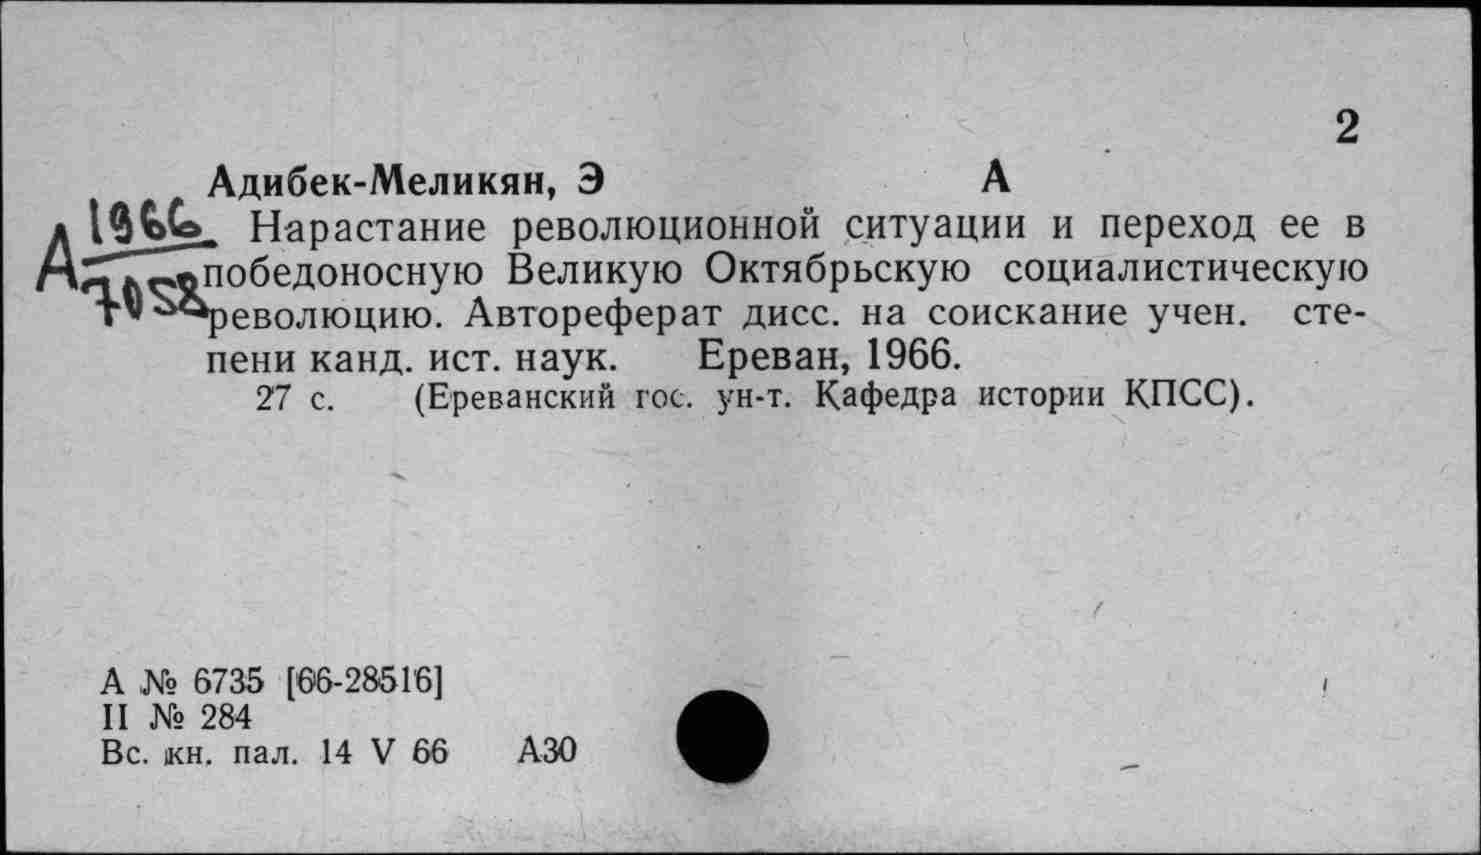 2
Адибек-Меликян, Э А
А 1966 Нарастание революционной ситуации и переход ее в
победоносную Великую Октябрьскую социалистическую
революцию. Автореферат дисс. на соискание учен. сте-
пени канд. ист. наук. Ереван, 1966.
27 с. (Ереванский гос. ун-т. Кафедра истории КПСС).
А № 6735 [66-28516]
II № 284
Вс. кн. пал. 14 V 66 А30